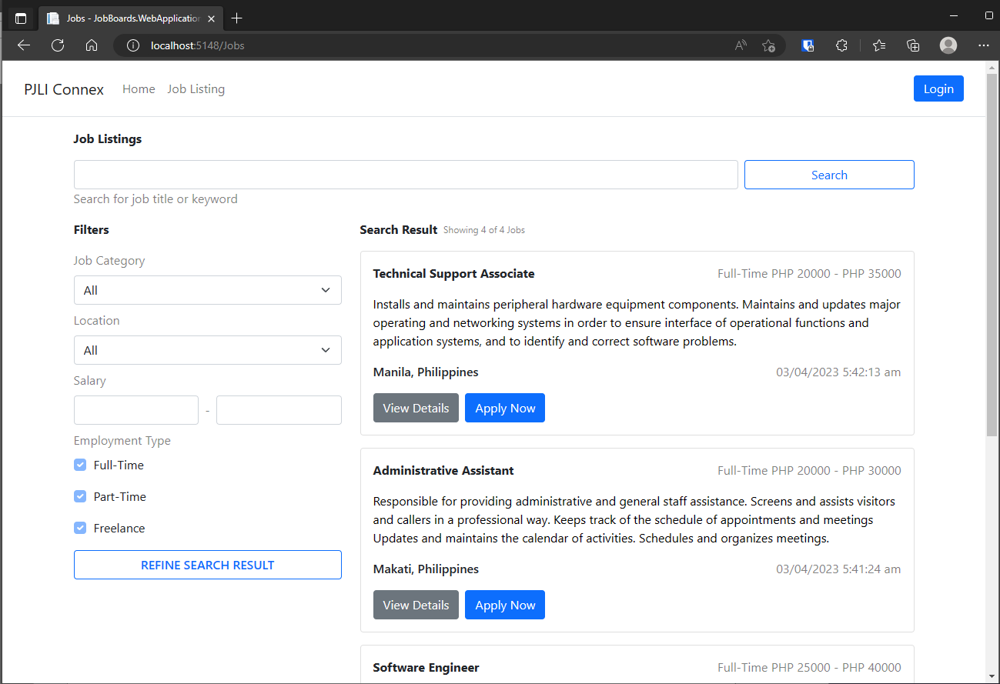 Jobs - JobBoards.WebApplication
localhost:5148/Jobs
PJLI Connex Home Job Listing Login
Job Listings
Search
Search for job title or keyword
Filters
Job Category
All
Location
All
Salary
-
Employment Type
Full-Time
Part-Time
Freelance
REFINE SEARCH RESULT
Search Result Showing 4 of 4 Jobs
Technical Support Associate Full-Time PHP 20000 - PHP 35000
Installs and maintains peripheral hardware equipment components. Maintains and updates major
operating and networking systems in order to ensure interface of operational functions and
application systems, and to identify and correct software problems.
Manila, Philippines 03/04/2023 5:42:13 am
View Details Apply Now
Administrative Assistant Full-Time PHP 20000 - PHP 30000
Responsible for providing administrative and general staff assistance. Screens and assists visitors
and callers in a professional way. Keeps track of the schedule of appointments and meetings
Updates and maintains the calendar of activities. Schedules and organizes meetings.
Makati, Philippines 03/04/2023 5:41:24 am
View Details Apply Now
Software Engineer Full-Time PHP 25000 - PHP 40000